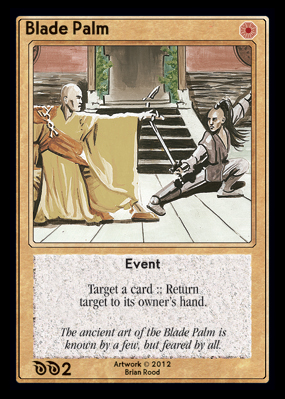 Blade Palm
Event
Target a card :: Return
target to its owner's hand.
The ancient art of the Blade Palm is
known by a few, but feared by all.
2
Artwork © 2012
Brian Rood